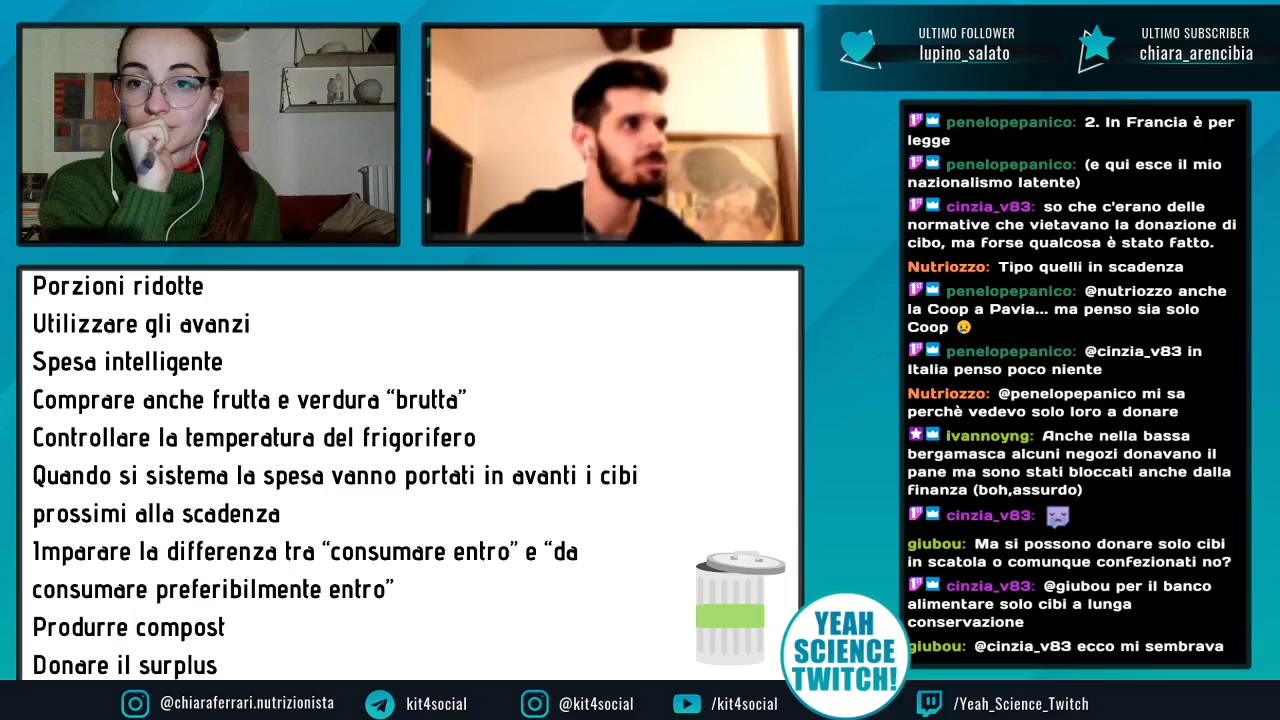 ULTIMO FOLLOWER
lupino_salato
ULTIMO SUBSCRIBER
chiara_arencibia
Porzioni ridotte
Utilizzare gli avanzi
Spesa intelligente
Comprare anche frutta e verdura “brutta”
Controllare la temperatura del frigorifero
Quando si sistema la spesa vanno portati in avanti i cibi
prossimi alla scadenza
Imparare la differenza tra “consumare entro” e “da
consumare preferibilmente entro”
Produrre compost
Donare il surplus
penelopepanico: 2. In Francia è per
legge
penelopepanico: (e qui esce il mio
nazionalismo latente)
cinzia_v83: so che c'erano delle
normative che vietavano la donazione di
cibo, ma forse qualcosa è stato fatto.
Nutriozzo: Tipo quelli in scadenza
penelopepanico: @nutriozzo anche
la Coop a Pavia... ma penso sia solo
Coop 😥
penelopepanico: @cinzia_v83 in
Italia penso poco niente
Nutriozzo: @penelopepanico mi sa
perchè vedevo solo loro a donare
ivannoyng: Anche nella bassa
bergamasca alcuni negozi donavano il
pane ma sono stati bloccati anche dalla
finanza (boh,assurdo)
cinzia_v83:
giubou: Ma si possono donare solo cibi
in scatola o comunque confezionati no?
cinzia_v83: @giubou per il banco
alimentare solo cibi a lunga
conservazione
giubou: @cinzia_v83 ecco mi sembrava
YEAH
SCIENCE
TWITCH!
@chiaraferrari.nutrizionista
kit4social
@kit4social
/kit4social
/Yeah_Science_Twitch